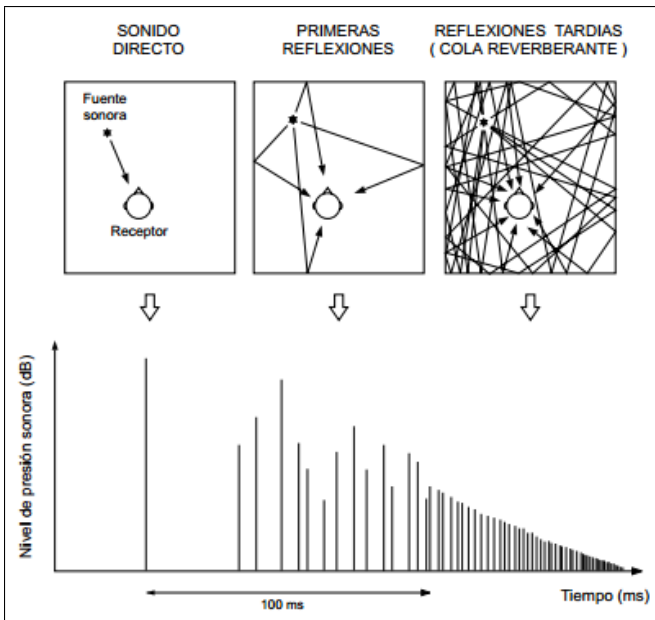 SONIDO
DIRECTO
PRIMERAS
REFLEXIONES
REFLEXIONES TARDIAS
( COLA REVERBERANTE )
Fuente
sonora
Receptor
Nivel de presión sonora (dB)
100 ms
Tiempo (ms)